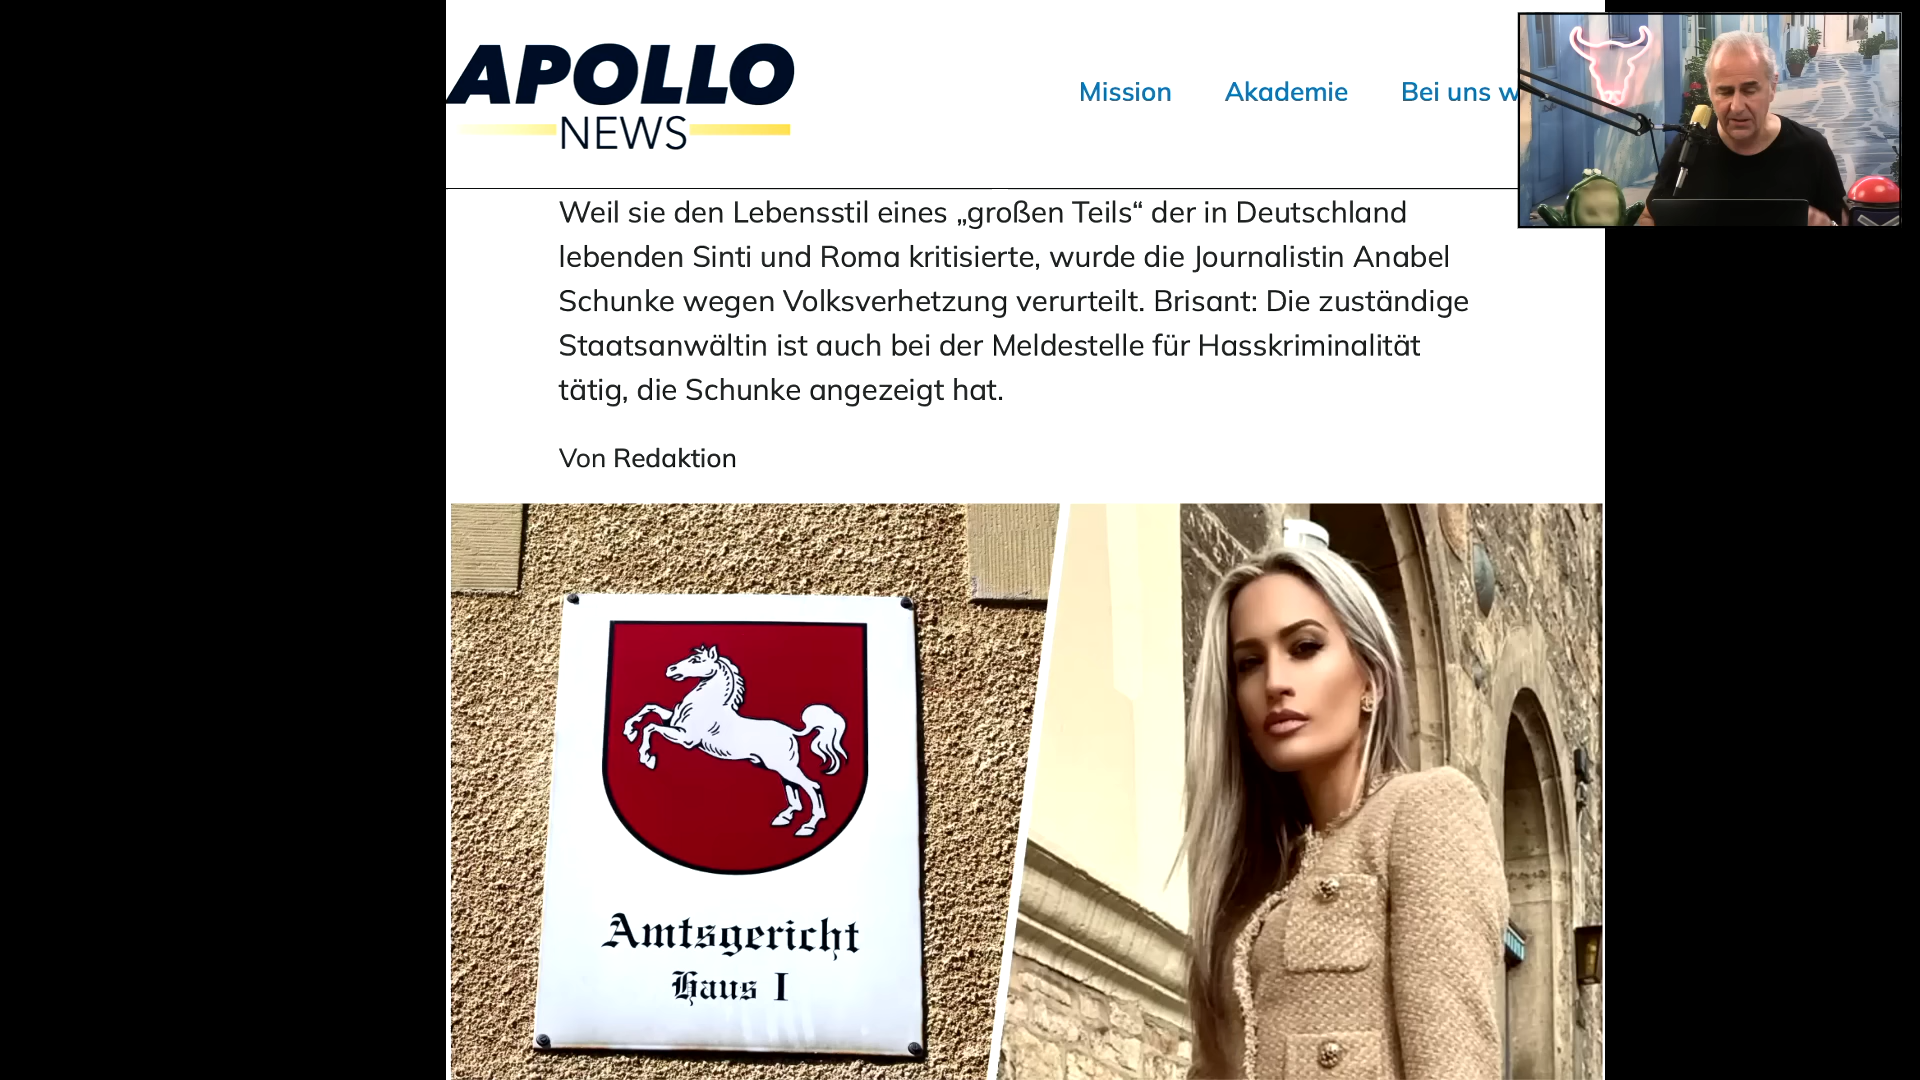 APOLLO
NEWS
Mission Akademie Bei uns w
Weil sie den Lebensstil eines „großen Teils“ der in Deutschland
lebenden Sinti und Roma kritisierte, wurde die Journalistin Anabel
Schunke wegen Volksverhetzung verurteilt. Brisant: Die zuständige
Staatsanwältin ist auch bei der Meldestelle für Hasskriminalität
tätig, die Schunke angezeigt hat.
Von Redaktion
Amtsgericht
Haus I